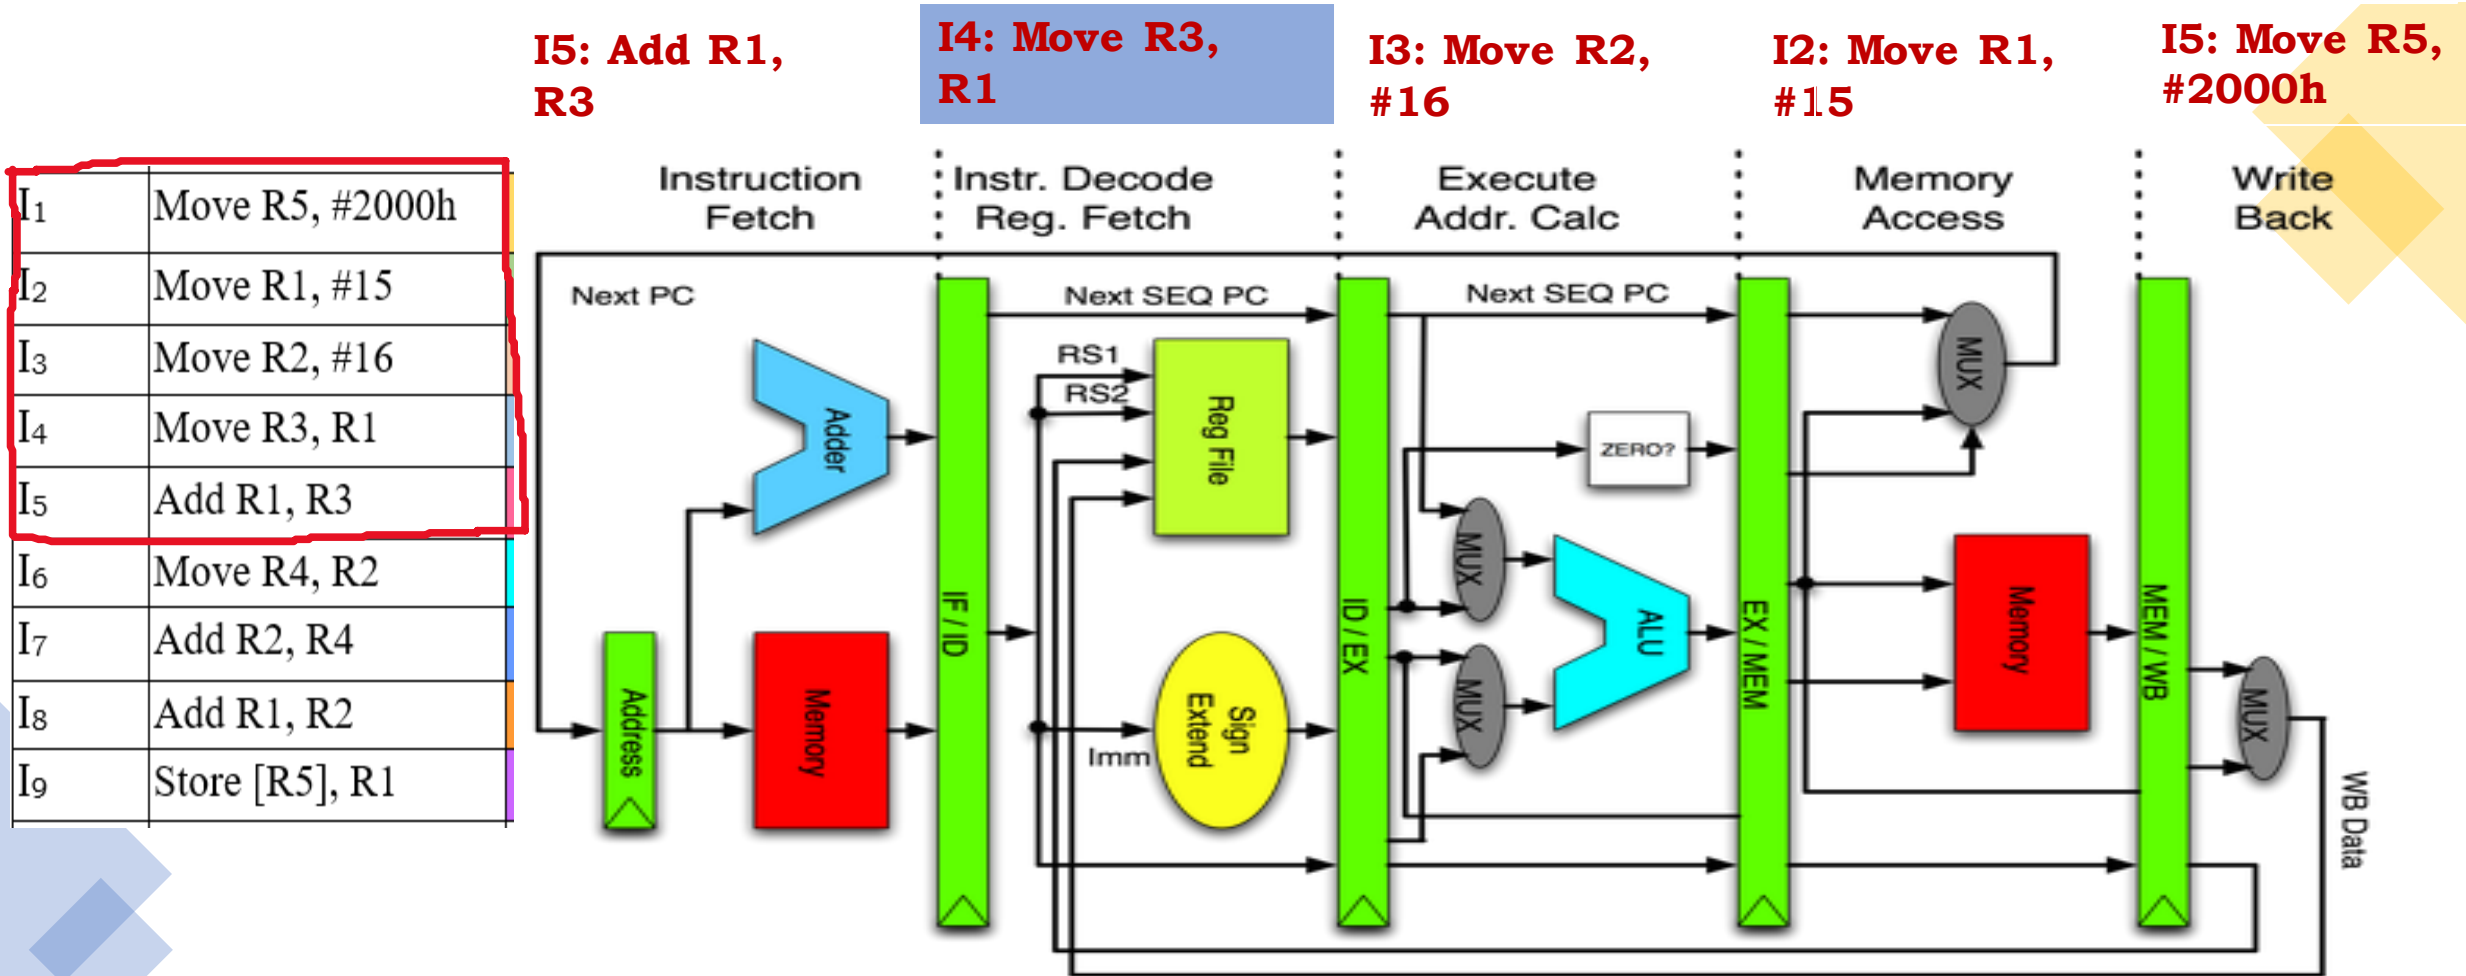 I5: Add R1,
R3
I4: Move R3,
R1
I3: Move R2,
#16
I2: Move R1,
#15
I5: Move R5,
#2000h
I1 Move R5, #2000h
I2 Move R1, #15
I3 Move R2, #16
I4 Move R3, R1
I5 Add R1, R3
I6 Move R4, R2
I7 Add R2, R4
I8 Add R1, R2
I9 Store [R5], R1
Instruction
Fetch
Instr. Decode
Reg. Fetch
Execute
Addr. Calc
Memory
Access
Write
Back
Next PC
Next SEQ PC
Next SEQ PC
RS1
RS2
Adder
Reg File
MUX
ZERO?
MUX
ALU
IF / ID
ID / EX
EX / MEM
MEM / WB
Memory
Address
Memory
Sign
Extend
Imm
MUX
MUX
WB Data